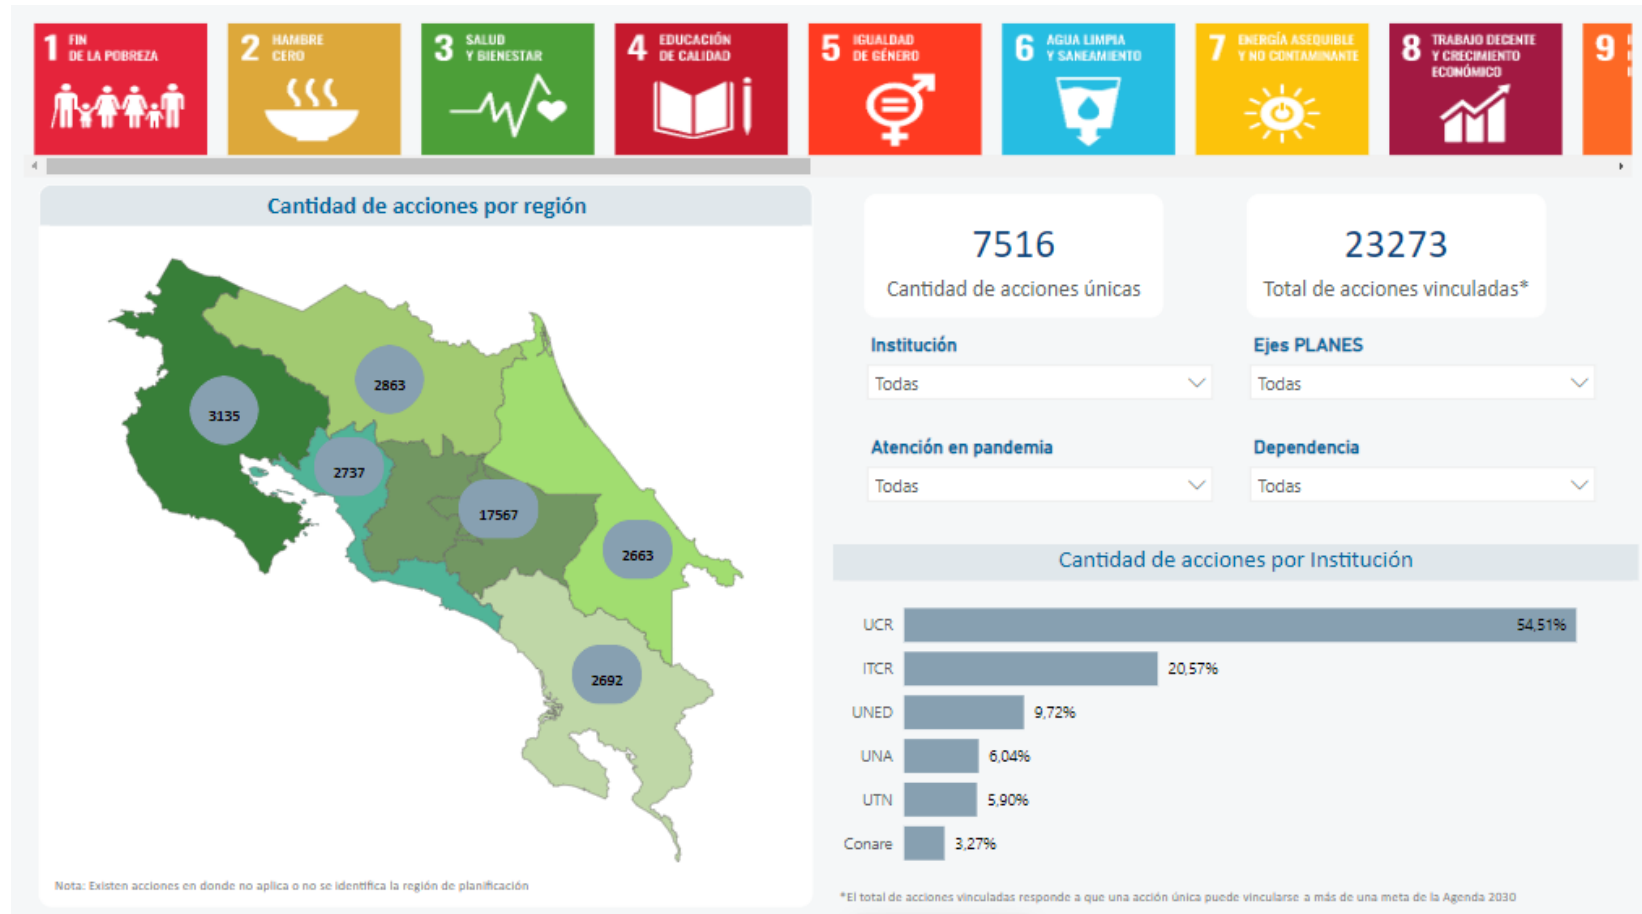 1 FIN
DE LA POBREZA
2 HAMBRE
CERO
3 SALUD
Y BIENESTAR
4 EDUCACIÓN
DE CALIDAD
5 IGUALDAD
DE GÉNERO
6 AGUA LIMPIA
Y SANEAMIENTO
7 ENERGÍA ASEQUIBLE
Y NO CONTAMINANTE
8 TRABAJO DECENTE
Y CRECIMIENTO
ECONÓMICO
9
Cantidad de acciones por región
3135
2863
2737
17567
2663
2692
Nota: Existen acciones en donde no aplica o no se identifica la región de planificación
7516
Cantidad de acciones únicas
23273
Total de acciones vinculadas*
Institución
Todas
Ejes PLANES
Todas
Atención en pandemia
Todas
Dependencia
Todas
Cantidad de acciones por Institución
UCR 54,51%
ITCR 20,57%
UNED 9,72%
UNA 6,04%
UTN 5,90%
Conare 3,27%
*El total de acciones vinculadas responde a que una acción única puede vincularse a más de una meta de la Agenda 2030